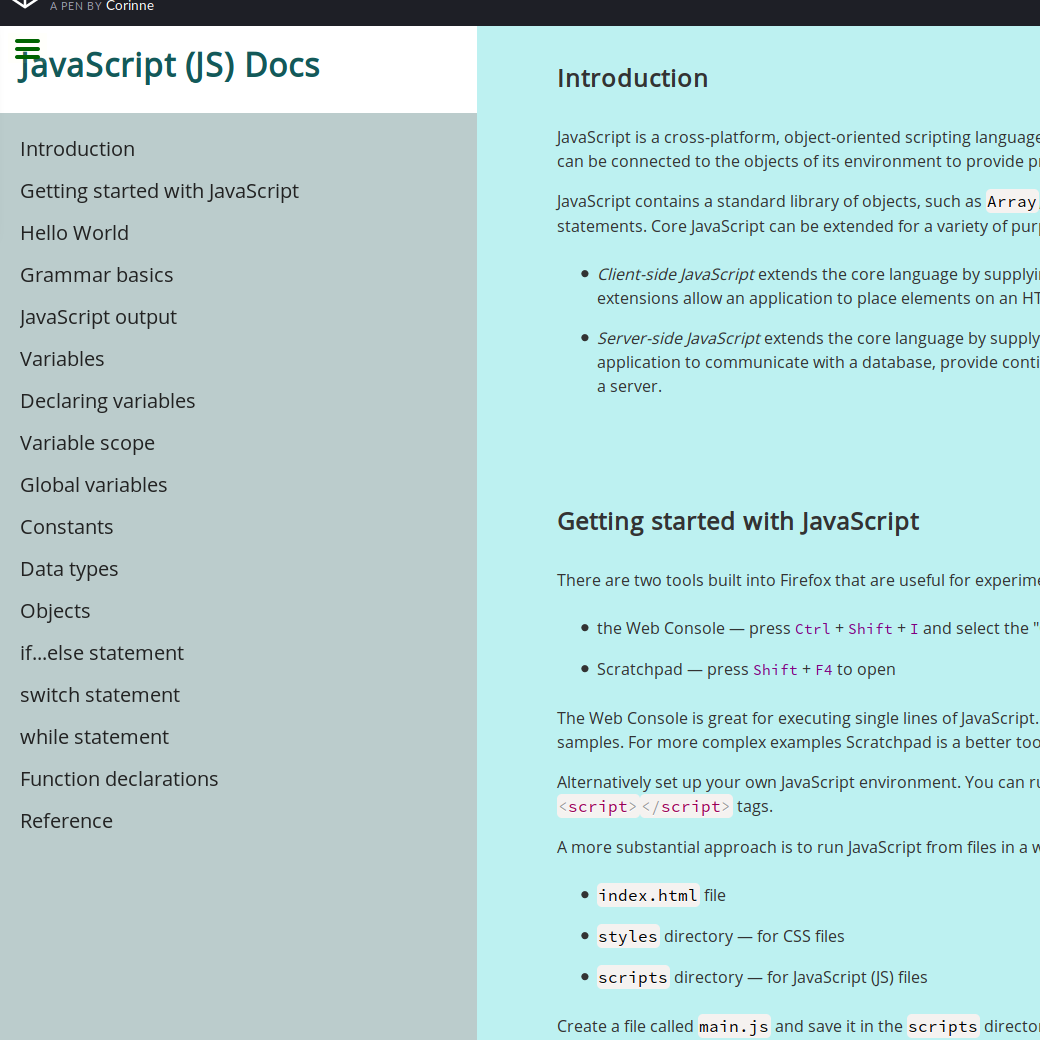 A PEN BY Corinne
JavaScript (JS) Docs
Introduction
Getting started with JavaScript
Hello World
Grammar basics
JavaScript output
Variables
Declaring variables
Variable scope
Global variables
Constants
Data types
Objects
if...else statement
switch statement
while statement
Function declarations
Reference
Introduction
JavaScript is a cross-platform, object-oriented scripting language
can be connected to the objects of its environment to provide
JavaScript contains a standard library of objects, such as Array
statements. Core JavaScript can be extended for a variety of
• Client-side JavaScript extends the core language by
extensions allow an application to place elements on an
• Server-side JavaScript extends the core language by
application to communicate with a database, provide
a server.
Getting started with JavaScript
There are two tools built into Firefox that are useful for
• the Web Console — press Ctrl + Shift + I and select the "
• Scratchpad — press Shift + F4 to open
The Web Console is great for executing single lines of JavaScript.
samples. For more complex examples Scratchpad is a better
Alternatively set up your own JavaScript environment. You can
<script></script> tags.
A more substantial approach is to run JavaScript from files in a
• index.html file
• styles directory — for CSS files
• scripts directory — for JavaScript (JS) files
Create a file called main.js and save it in the scripts